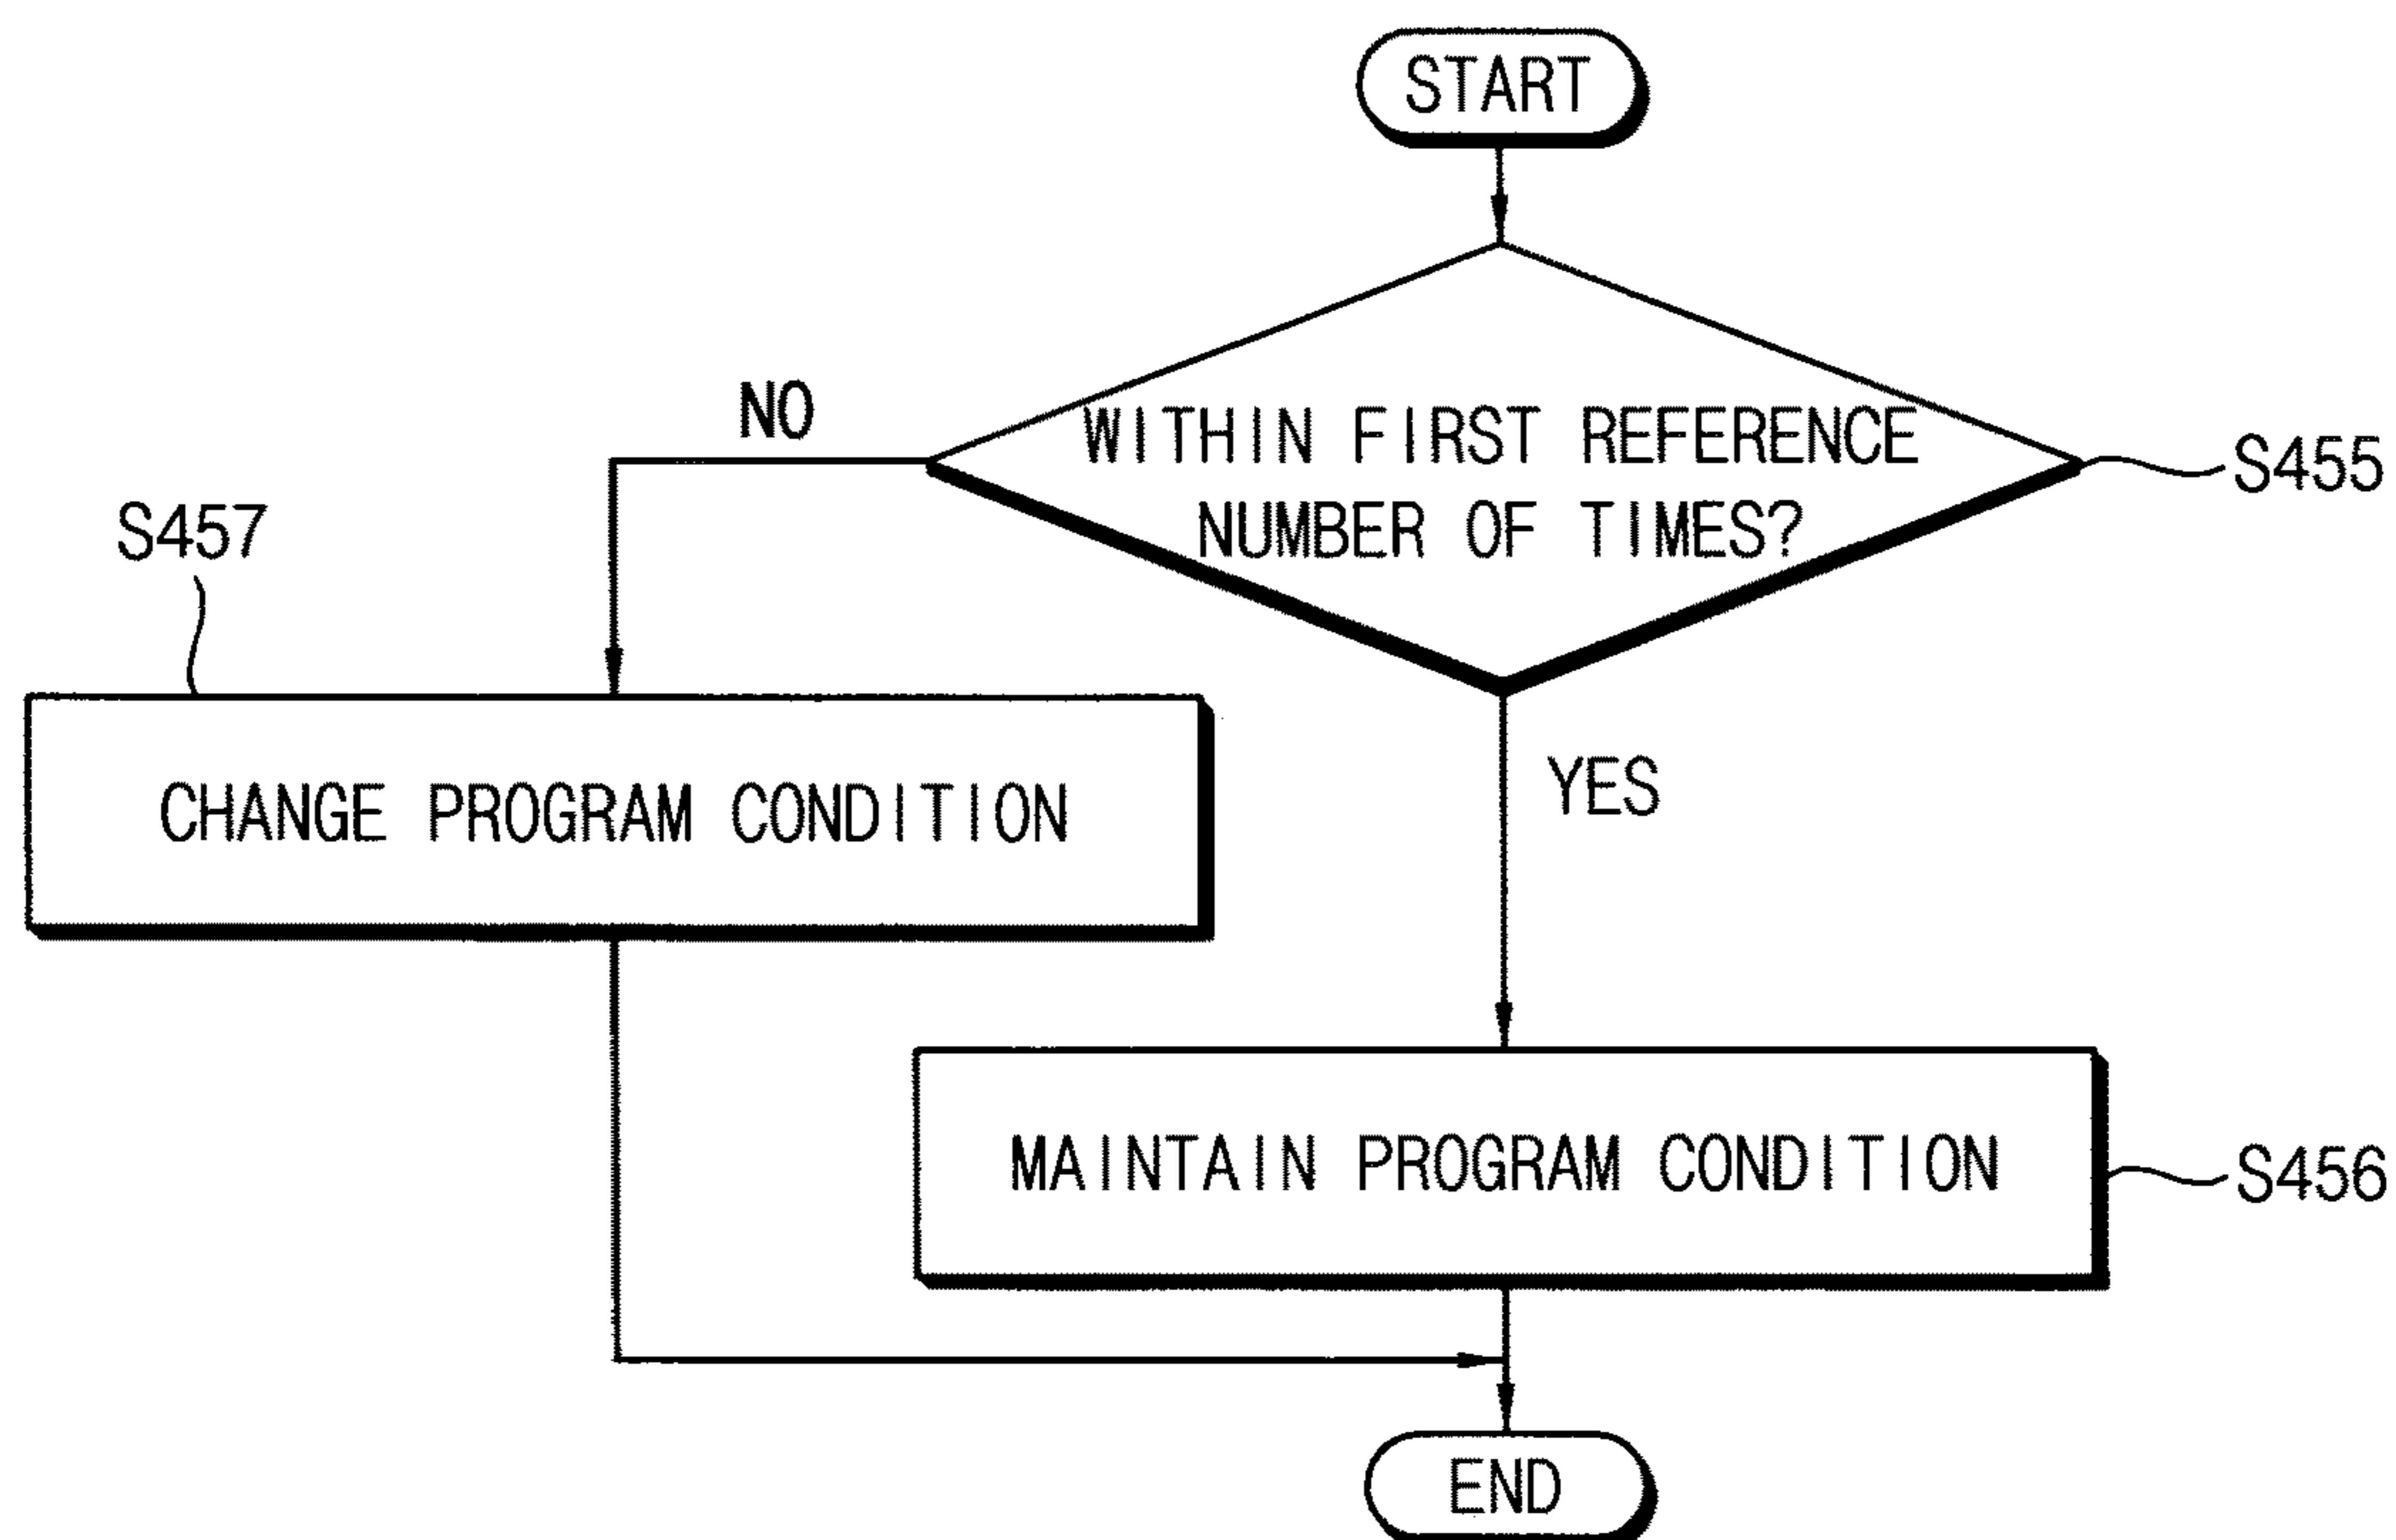 START
NO
WITHIN FIRST REFERENCE
NUMBER OF TIMES?
S455
S457
CHANGE PROGRAM CONDITION
YES
MAINTAIN PROGRAM CONDITION
S456
END